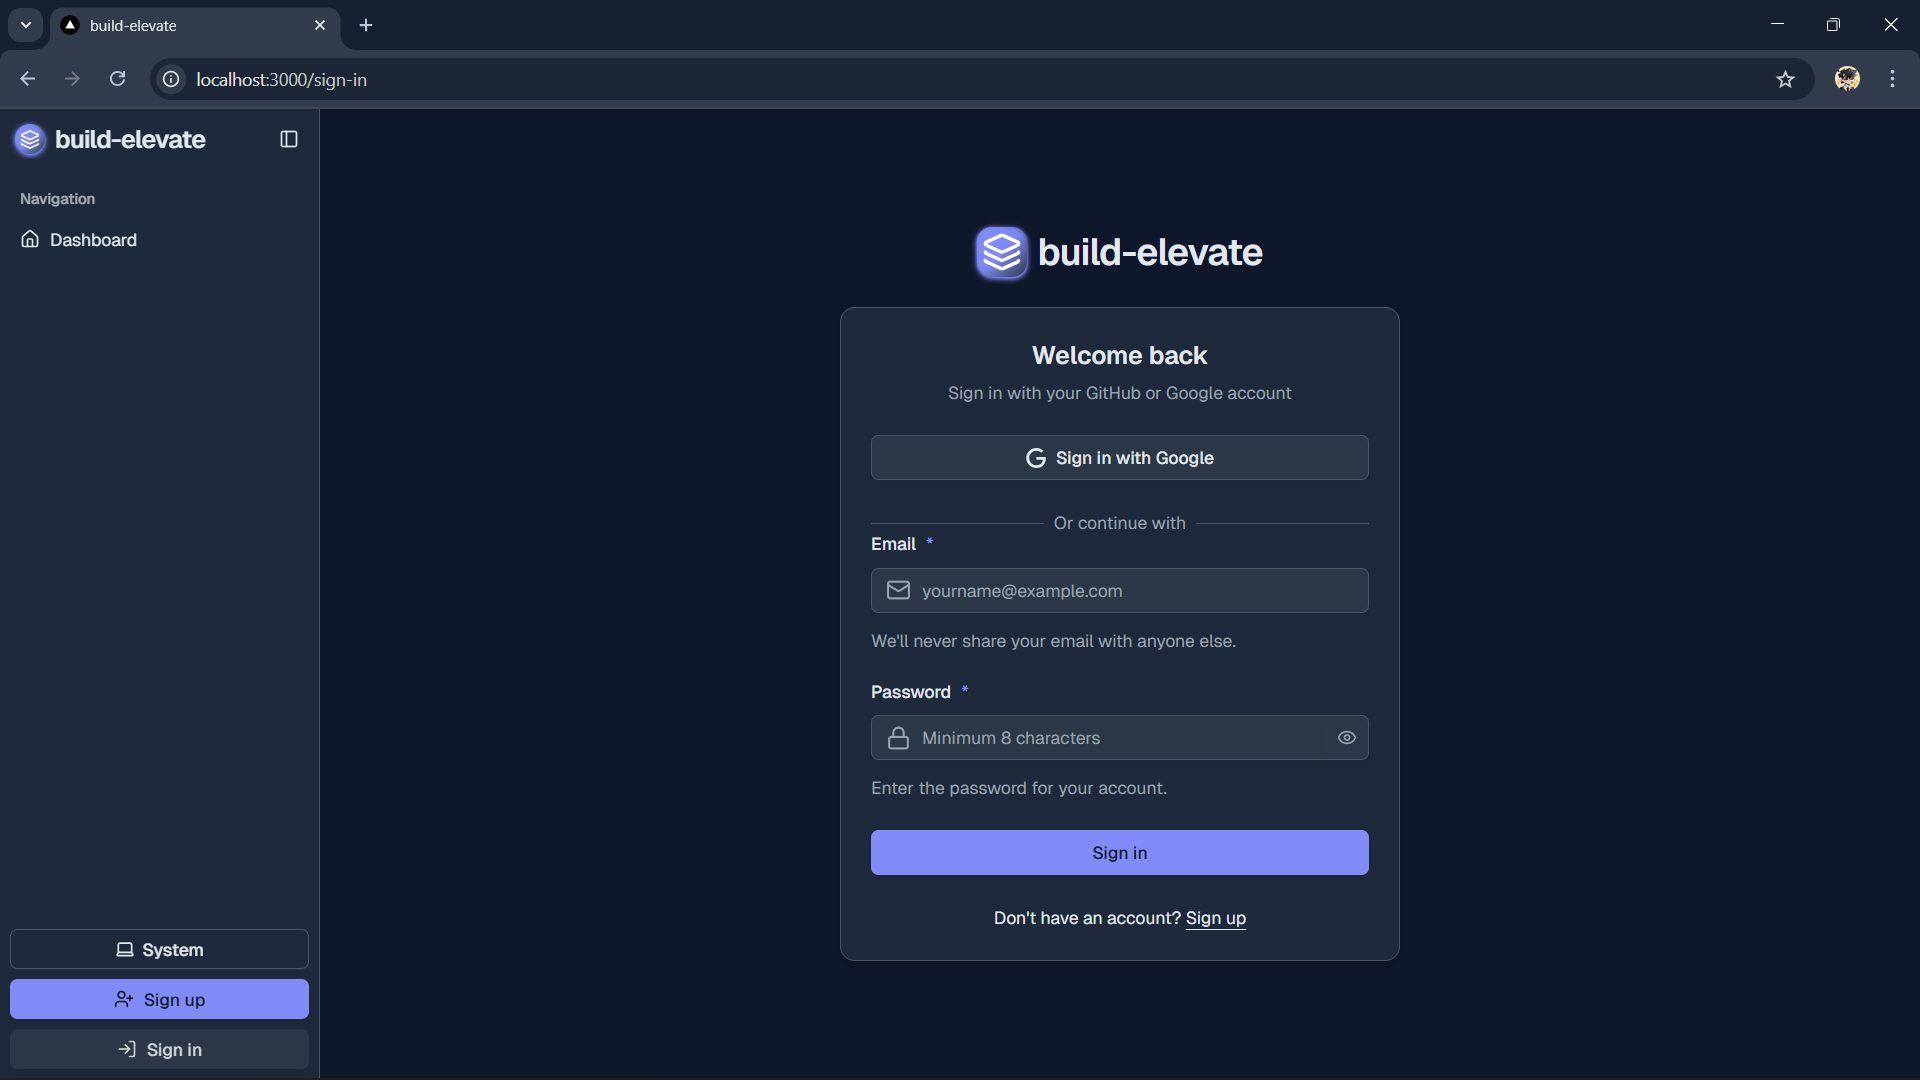 build-elevate
localhost:3000/sign-in
build-elevate
Navigation
Dashboard
System
Sign up
Sign in
build-elevate
Welcome back
Sign in with your GitHub or Google account
Sign in with Google
Or continue with
Email *
yourname@example.com
We'll never share your email with anyone else.
Password *
Minimum 8 characters
Enter the password for your account.
Sign in
Don't have an account? Sign up